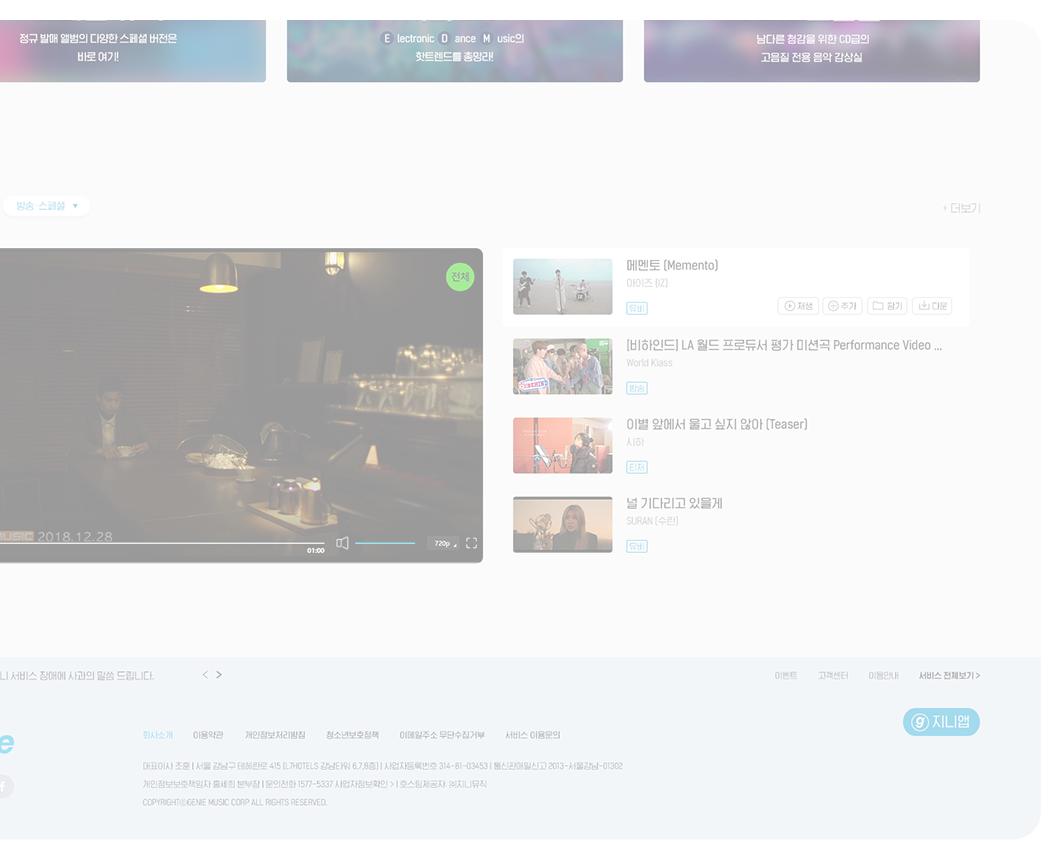 정규 발매 앨범의 다양한 스페셜 버전은
바로 여기!
Electronic Dance Music의
핫트렌드를 총망라!
남다른 청감을 위한 CD급의
고음질 전용 음악 감상실
방송 스페셜 ▼
+ 더보기
전체
MUSIC 2018.12.28
01:00
720p
메멘토 (Memento)
아이즈 (IZ)
뮤비
재생 추가 담기 다운
[비하인드] LA 월드 프로듀서 평가 미션곡 Performance Video ...
World Klass
방송
BEHIND
이별 앞에서 울고 싶지 않아 (Teaser)
시하
티저
널 기다리고 있을게
SURAN (수란)
뮤비
니 서비스 장애에 사과의 말씀 드립니다. < >
이벤트 고객센터 이용안내 서비스 전체보기 >
지니앱
e
f
회사소개 이용약관 개인정보처리방침 청소년보호정책 이메일주소 무단수집거부 서비스 이용문의
대표이사 조훈 | 서울 강남구 테헤란로 415 (L7HOTELS 강남타워 6,7,8층) | 사업자등록번호 314-81-03453 | 통신판매업신고 2013-서울강남-01302
개인정보보호책임자 홍세희 본부장 | 문의전화 1577-5337 사업자정보확인 > | 호스팅제공자: ㈜지니뮤직
COPYRIGHTⓒGENIE MUSIC CORP ALL RIGHTS RESERVED.